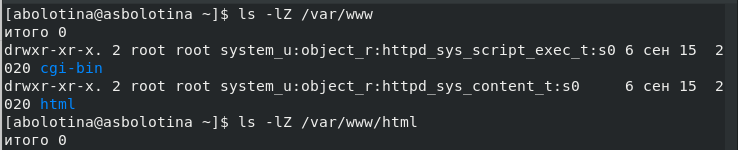 [abolotina@asbolotina ~]$ ls -lZ /var/www
итого 0
drwxr-xr-x. 2 root root system_u:object_r:httpd_sys_script_exec_t:s0 6 сен 15  2
020 cgi-bin
drwxr-xr-x. 2 root root system_u:object_r:httpd_sys_content_t:s0     6 сен 15  2
020 html
[abolotina@asbolotina ~]$ ls -lZ /var/www/html
итого 0